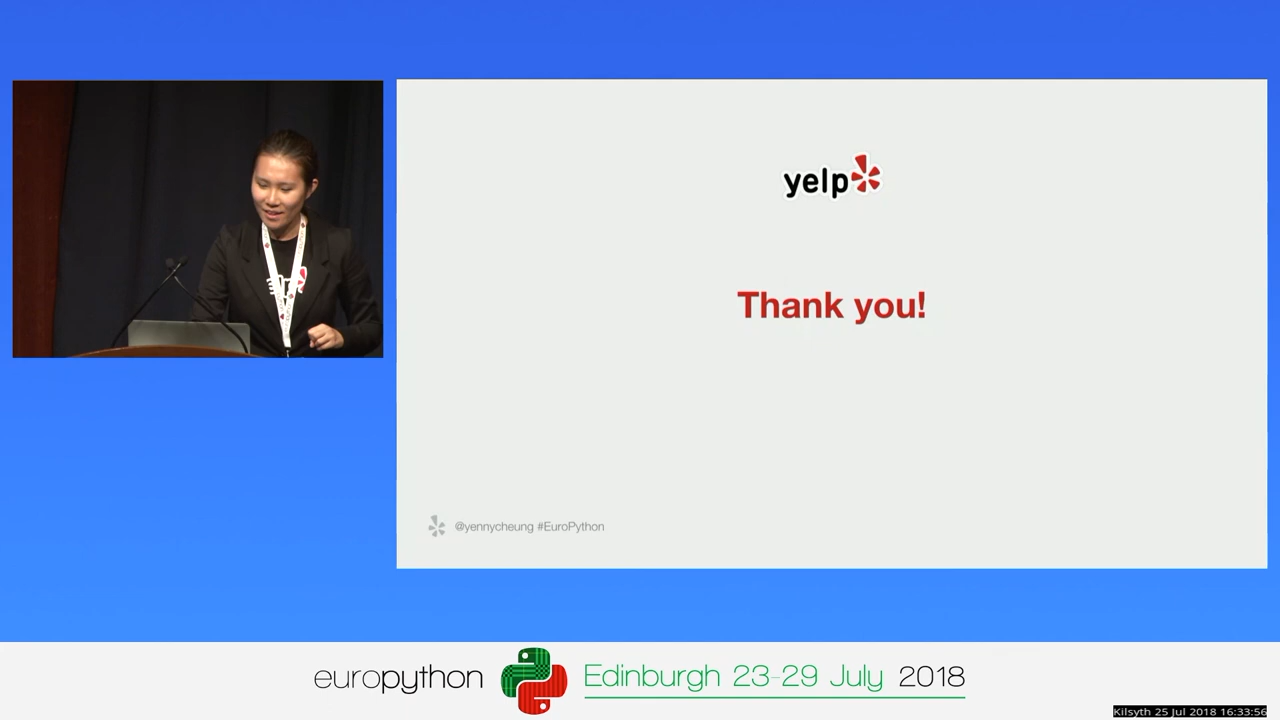 yelp
Thank you!
@yennycheung #EuroPython
europython
Edinburgh 23-29 July 2018
Kilsyth 25 Jul 2018 16:33:56